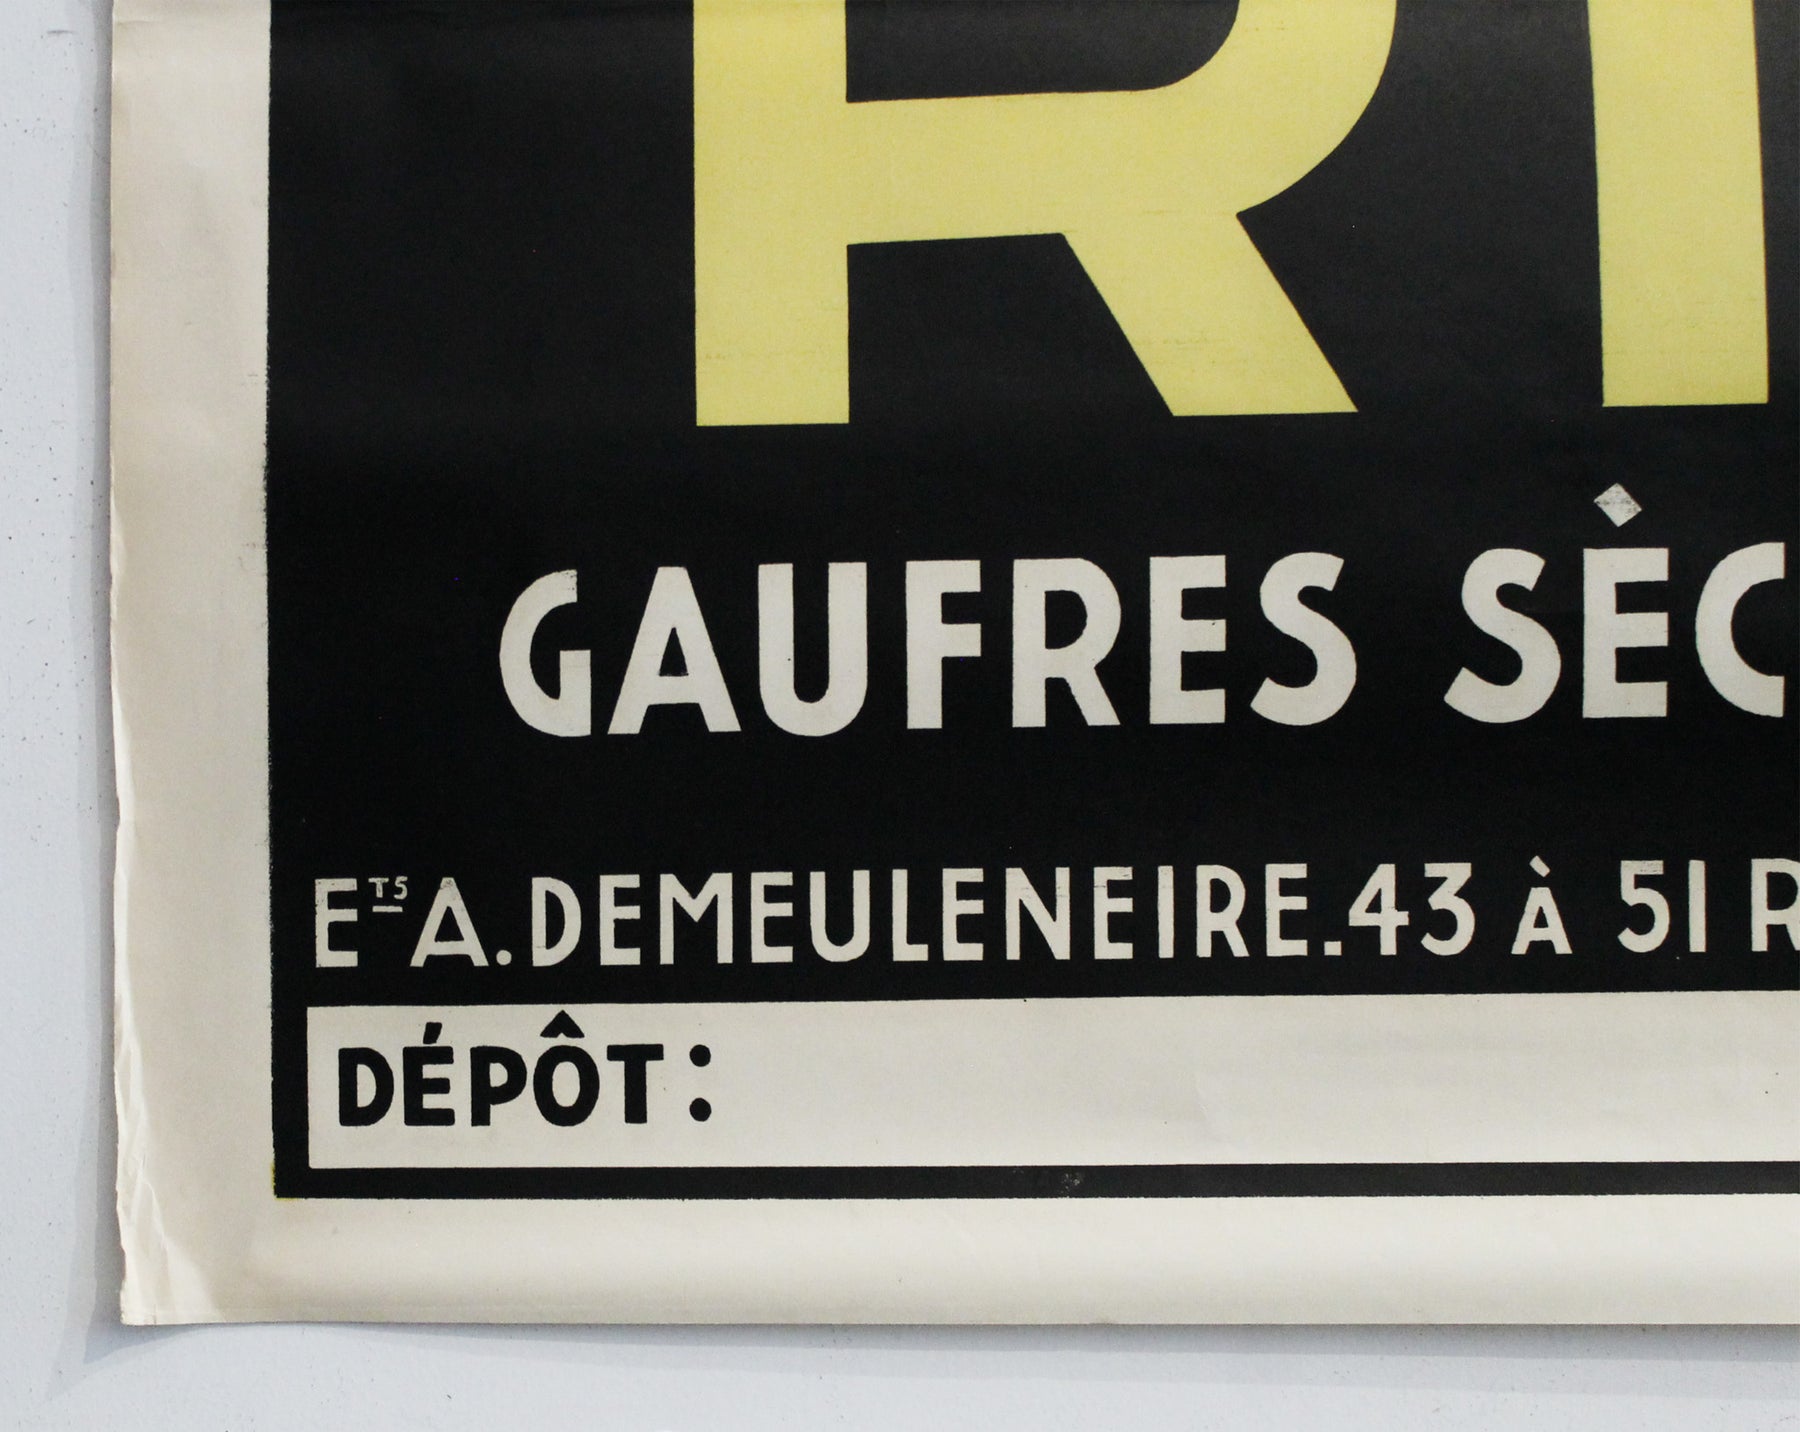 GAUFRES SÈC
ETS A. DEMEULENEIRE. 43 À 51 R
DÉPÔT: